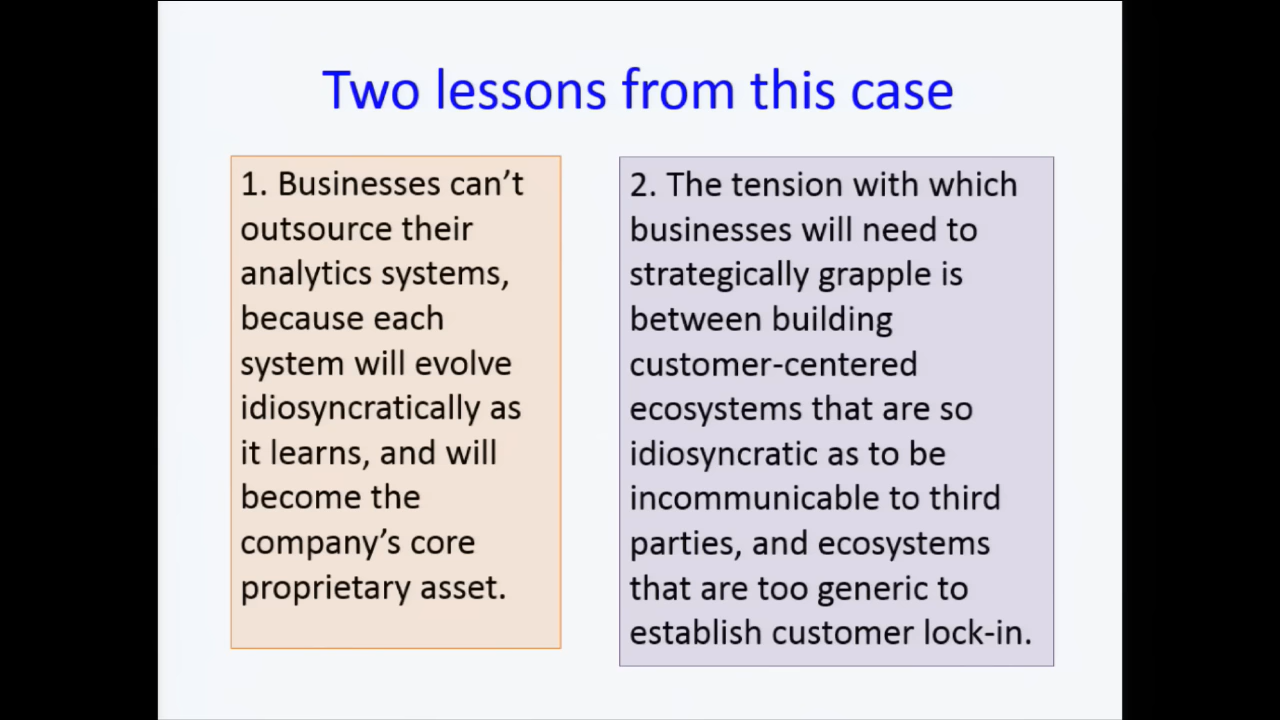 Two lessons from this case
1. Businesses can't
outsource their
analytics systems,
because each
system will evolve
idiosyncratically as
it learns, and will
become the
company's core
proprietary asset.
2. The tension with which
businesses will need to
strategically grapple is
between building
customer-centered
ecosystems that are so
idiosyncratic as to be
incommunicable to third
parties, and ecosystems
that are too generic to
establish customer lock-in.